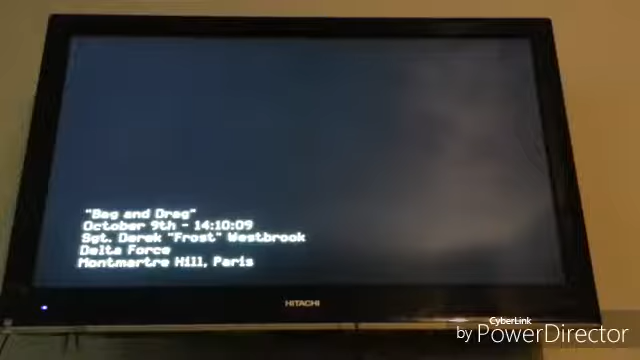 "Bag and Drag"
October 9th - 14:10:09
Sgt. Derek "Frost" Westbrook
Delta Force
Montmartre Hill, Paris
HITACHI
CyberLink
by PowerDirector